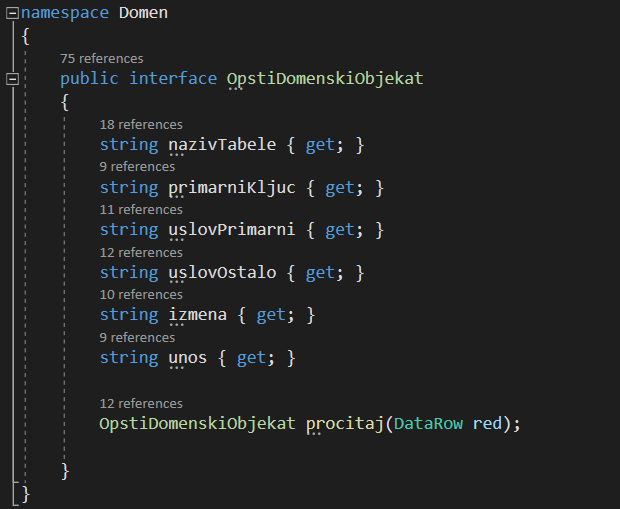 namespace Domen
{
75 references
public interface OpstiDomenskiObjekat
{
18 references
string nazivTabele { get; }
9 references
string primarniKljuc { get; }
11 references
string uslovPrimarni { get; }
12 references
string uslovOstalo { get; }
10 references
string izmena { get; }
9 references
string unos { get; }
12 references
OpstiDomenskiObjekat procitaj(DataRow red);
}
}